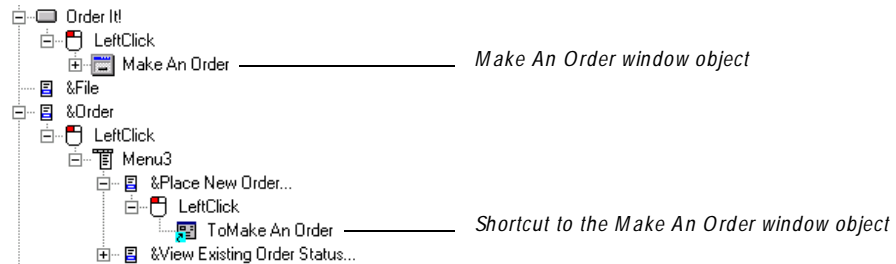 Order It!
LeftClick
Make An Order
Make An Order window object
&File
&Order
LeftClick
Menu3
&Place New Order...
LeftClick
ToMake An Order
Shortcut to the Make An Order window object
&View Existing Order Status...